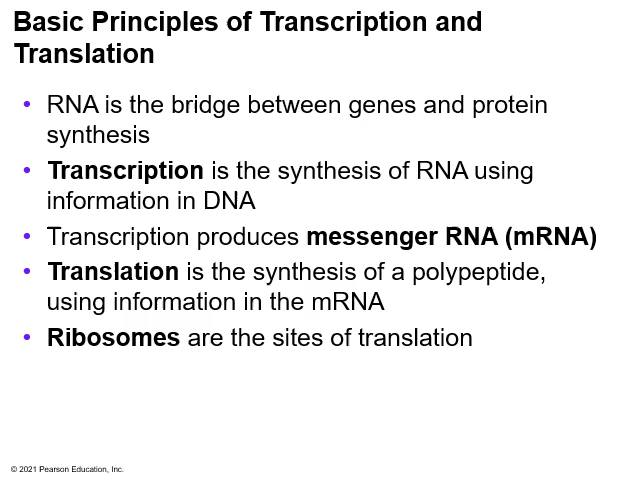 Basic Principles of Transcription and
Translation
• RNA is the bridge between genes and protein
synthesis
• Transcription is the synthesis of RNA using
information in DNA
• Transcription produces messenger RNA (mRNA)
• Translation is the synthesis of a polypeptide,
using information in the mRNA
• Ribosomes are the sites of translation
© 2021 Pearson Education, Inc.